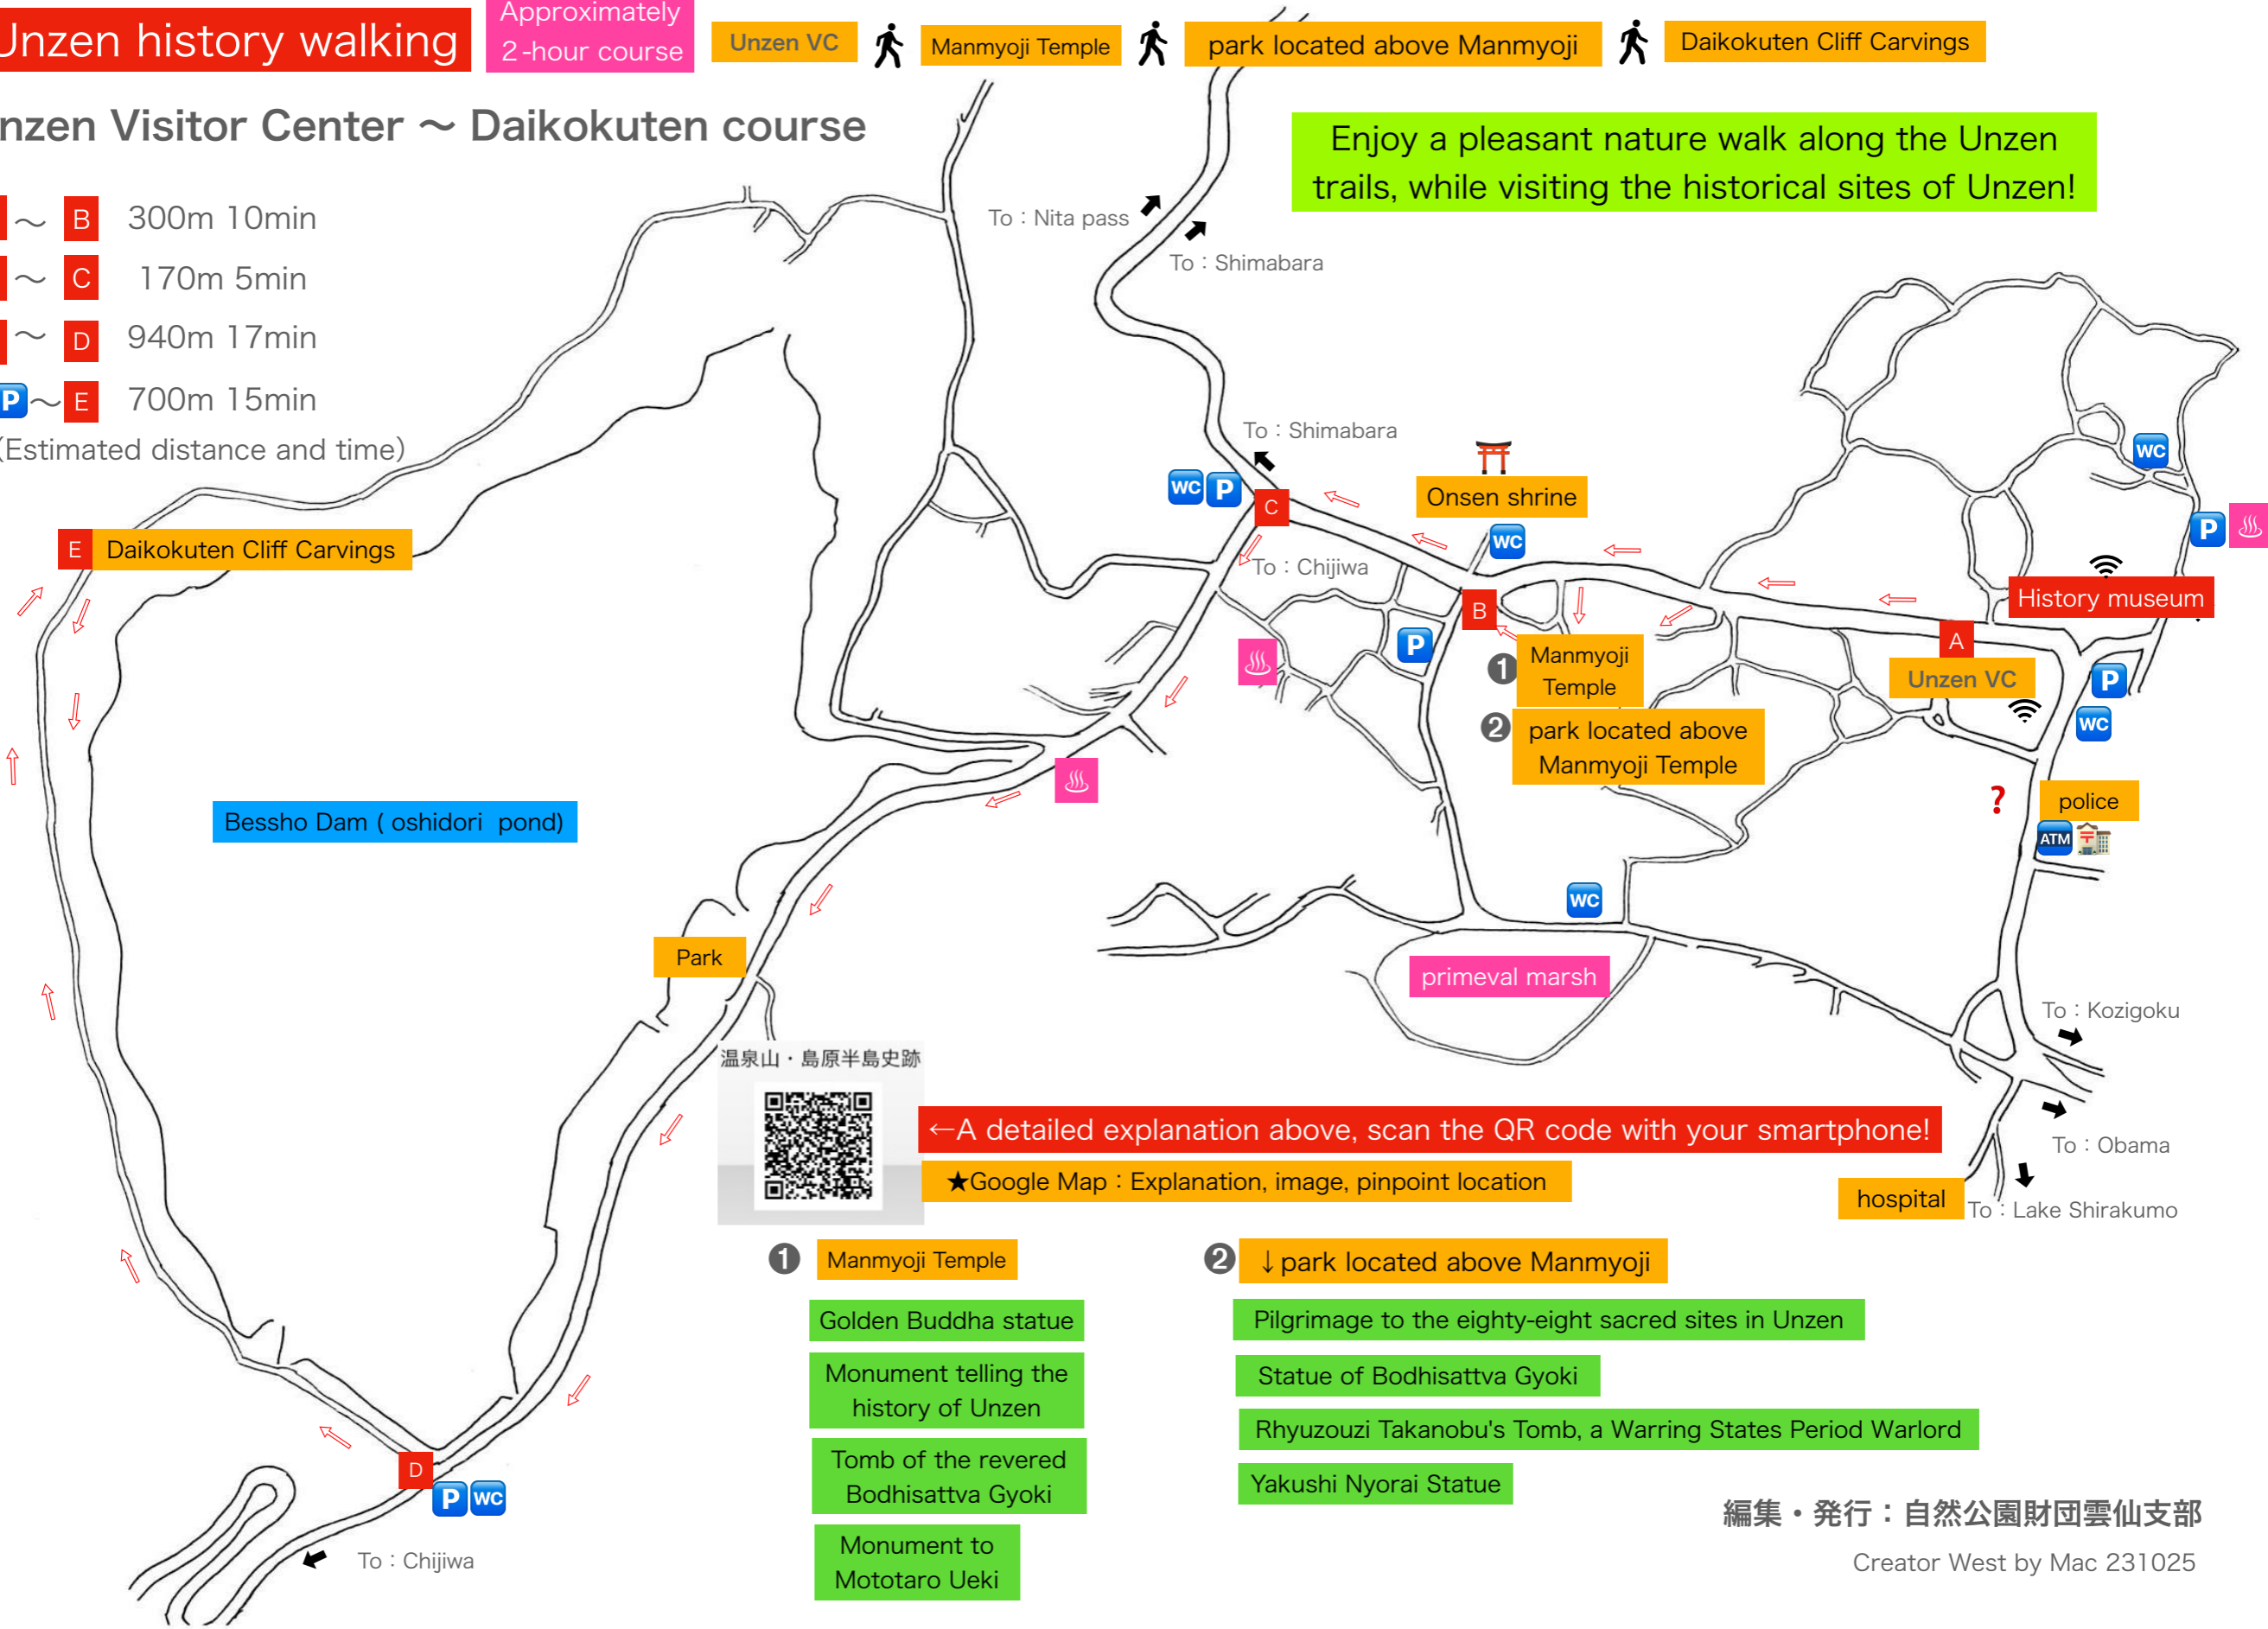 Unzen history walking
Approximately
2-hour course
Unzen VC
Manmyoji Temple
park located above Manmyoji
Daikokuten Cliff Carvings
nzen Visitor Center ～ Daikokuten course
Enjoy a pleasant nature walk along the Unzen
trails, while visiting the historical sites of Unzen!
～ B 300m 10min
～ C 170m 5min
～ D 940m 17min
P～ E 700m 15min
(Estimated distance and time)
To：Nita pass
To：Shimabara
To：Shimabara
WC P
C
Onsen shrine
WC
To：Chijiwa
WC
P
History museum
E Daikokuten Cliff Carvings
B
P
A
Unzen VC
P
WC
❶ Manmyoji
Temple
❷ park located above
Manmyoji Temple
?
police
ATM
〒
Bessho Dam ( oshidori pond)
WC
Park
primeval marsh
To：Kozigoku
To：Obama
To：Lake Shirakumo
hospital
温泉山・島原半島史跡
←A detailed explanation above, scan the QR code with your smartphone!
★Google Map：Explanation, image, pinpoint location
❶ Manmyoji Temple
Golden Buddha statue
Monument telling the
history of Unzen
Tomb of the revered
Bodhisattva Gyoki
Monument to
Mototaro Ueki
❷ ↓park located above Manmyoji
Pilgrimage to the eighty-eight sacred sites in Unzen
Statue of Bodhisattva Gyoki
Rhyuzouzi Takanobu's Tomb, a Warring States Period Warlord
Yakushi Nyorai Statue
D
P WC
To：Chijiwa
編集・発行：自然公園財団雲仙支部
Creator West by Mac 231025